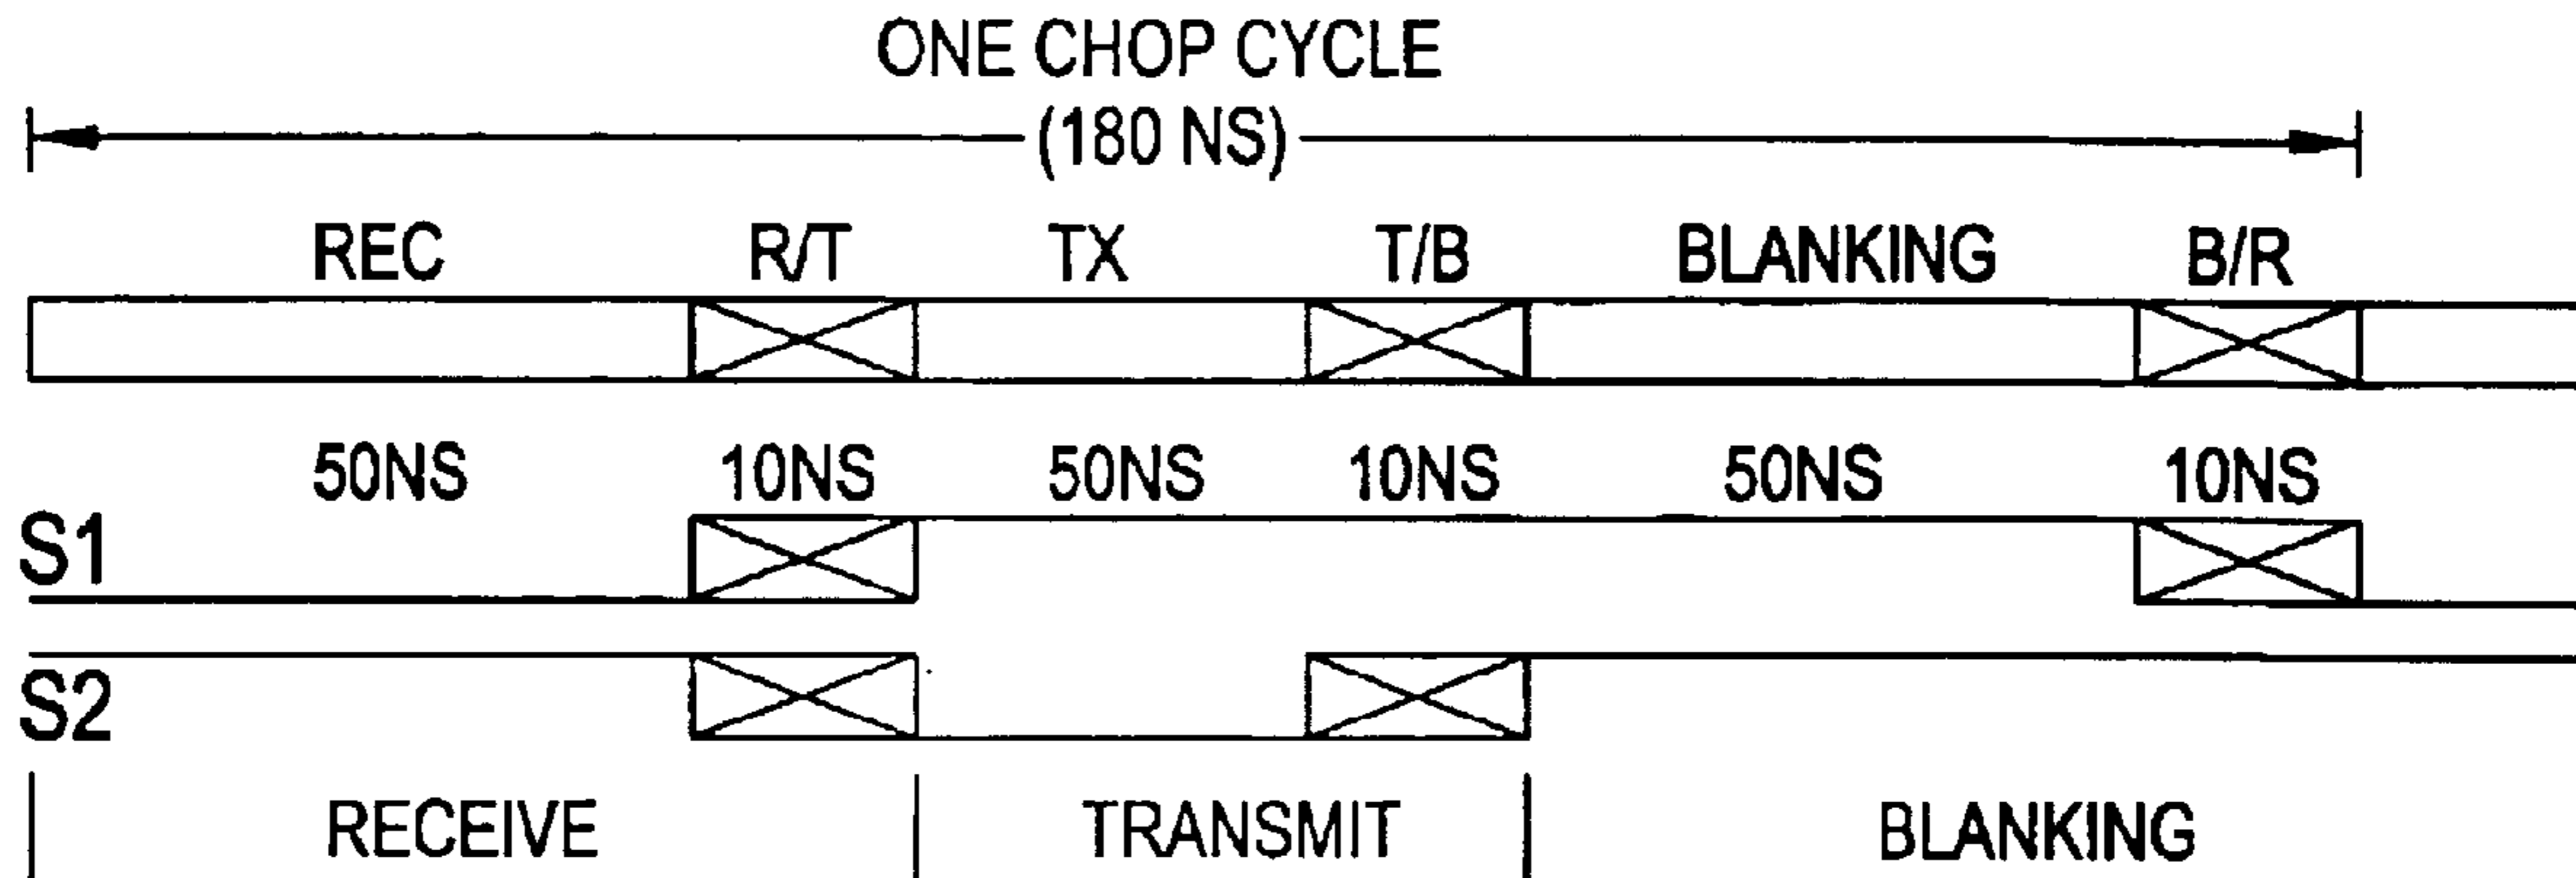 ONE CHOP CYCLE
(180 NS)
REC R/T TX T/B BLANKING B/R
50NS 10NS 50NS 10NS 50NS 10NS
S1
S2
RECEIVE TRANSMIT BLANKING